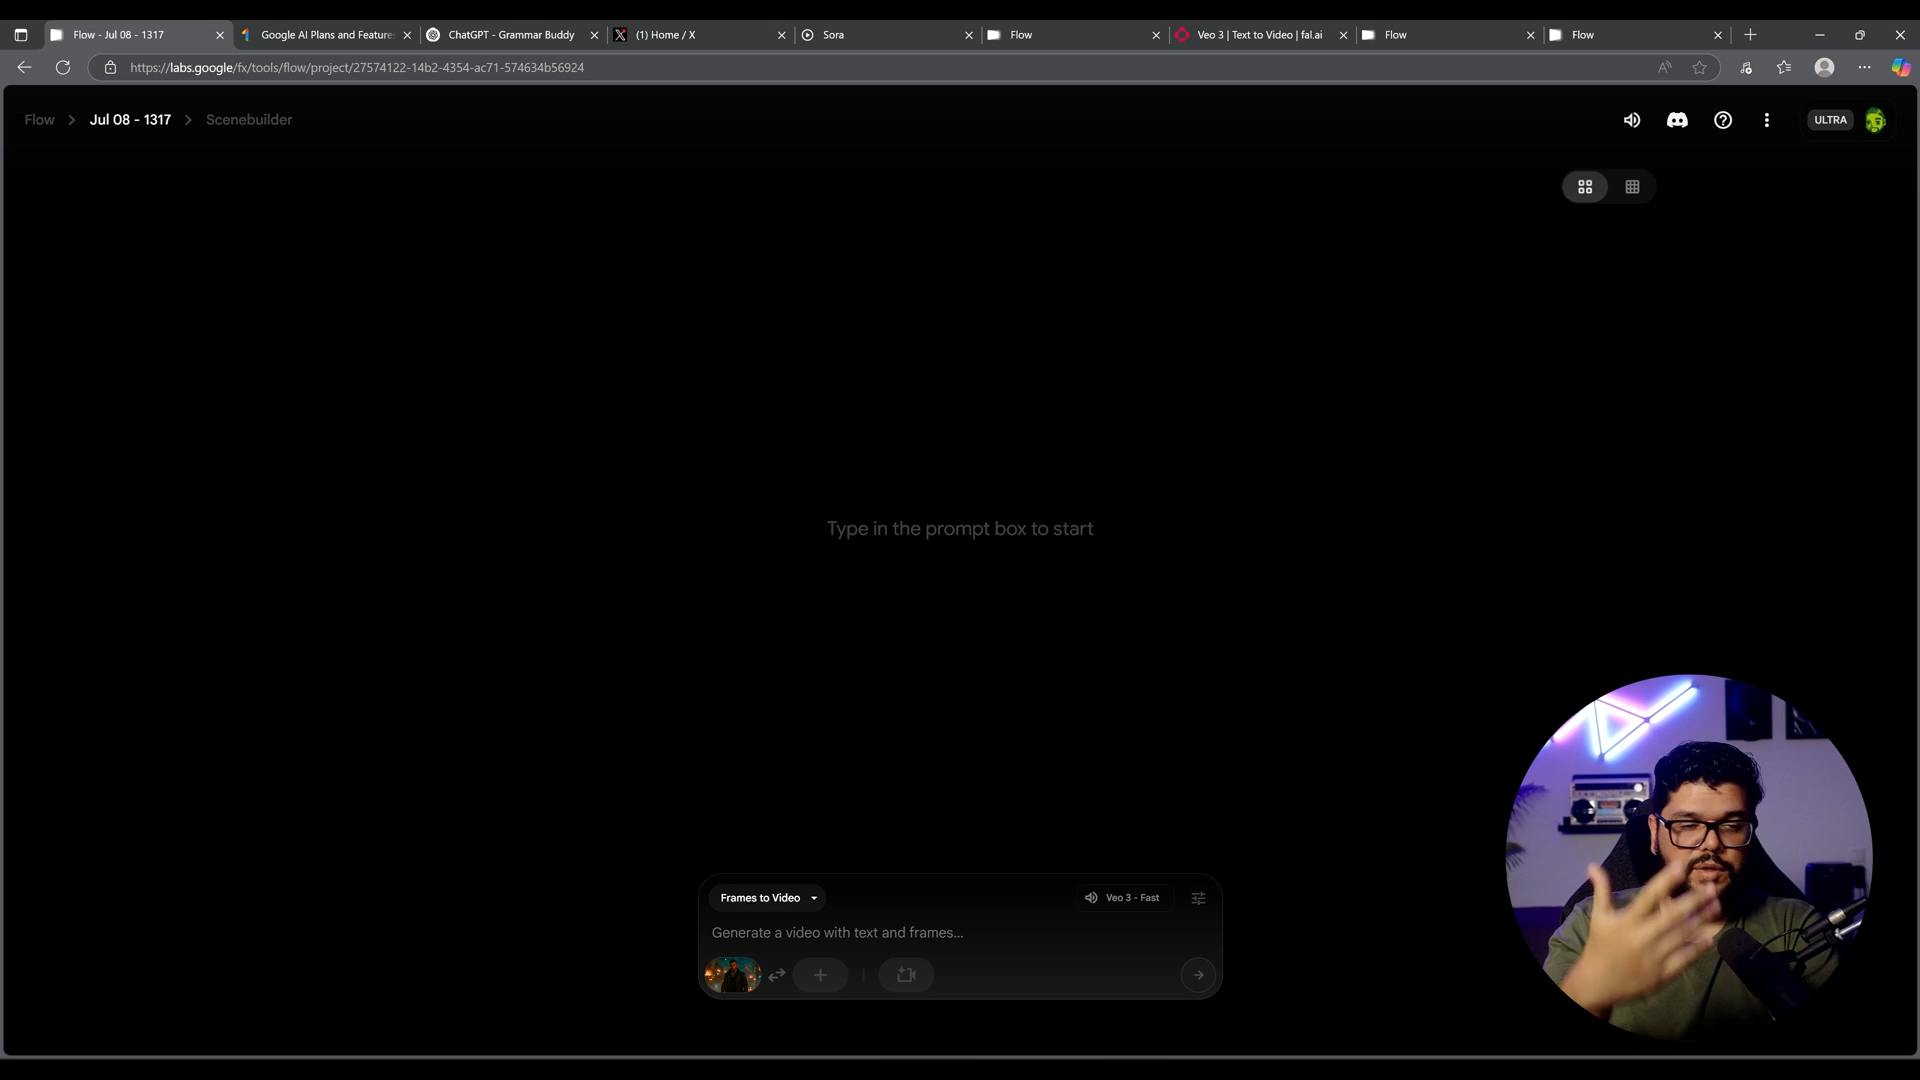 Flow - Jul 08 - 1317
Google AI Plans and Feature
ChatGPT - Grammar Buddy
(1) Home / X
Sora
Flow
Veo 3 | Text to Video | fal.ai
Flow
Flow
https://labs.google/fx/tools/flow/project/27574122-14b2-4354-ac71-574634b56924
Flow > Jul 08 - 1317 > Scenebuilder
ULTRA
Type in the prompt box to start
Frames to Video
Veo 3 - Fast
Generate a video with text and frames...